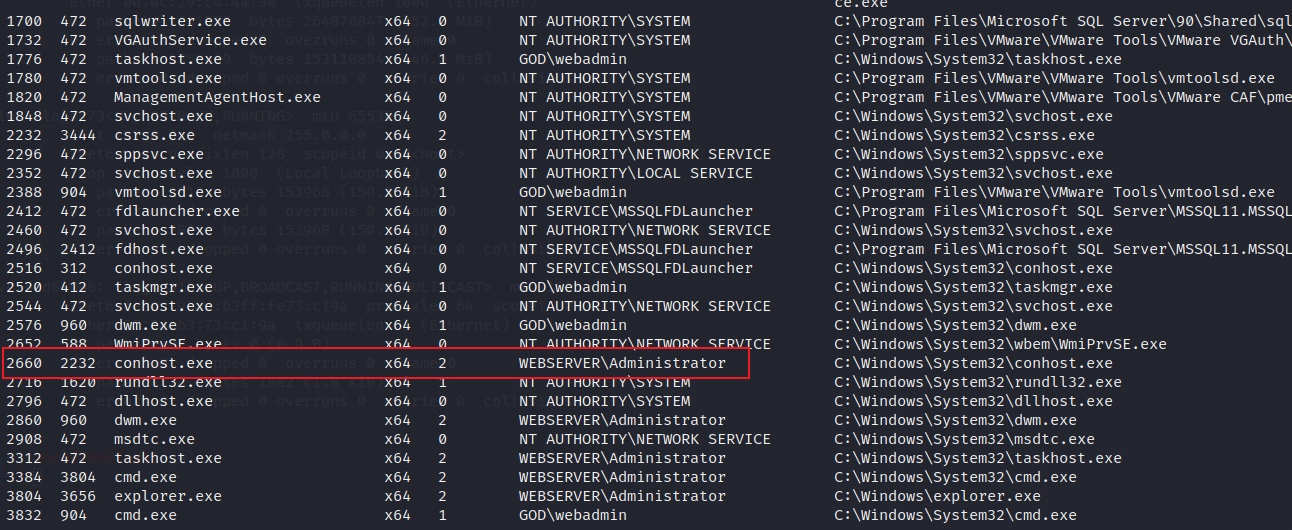 ce.exe
1700 472 sqlwriter.exe x64 0 NT AUTHORITY\SYSTEM C:\Program Files\Microsoft SQL Server\90\Shared\sql
1732 472 VGAuthService.exe x64 0 NT AUTHORITY\SYSTEM C:\Program Files\VMware\VMware Tools\VMware VGAuth\
1776 472 taskhost.exe x64 1 GOD\webadmin C:\Windows\System32\taskhost.exe
1780 472 vmtoolsd.exe x64 0 NT AUTHORITY\SYSTEM C:\Program Files\VMware\VMware Tools\vmtoolsd.exe
1820 472 ManagementAgentHost.exe x64 0 NT AUTHORITY\SYSTEM C:\Program Files\VMware\VMware Tools\VMware CAF\pme
1848 472 svchost.exe x64 0 NT AUTHORITY\SYSTEM C:\Windows\System32\svchost.exe
2232 3444 csrss.exe x64 2 NT AUTHORITY\SYSTEM C:\Windows\System32\csrss.exe
2296 472 sppsvc.exe x64 0 NT AUTHORITY\NETWORK SERVICE C:\Windows\System32\sppsvc.exe
2352 472 svchost.exe x64 0 NT AUTHORITY\LOCAL SERVICE C:\Windows\System32\svchost.exe
2388 904 vmtoolsd.exe x64 1 GOD\webadmin C:\Program Files\VMware\VMware Tools\vmtoolsd.exe
2412 472 fdlauncher.exe x64 0 NT SERVICE\MSSQLFDLauncher C:\Program Files\Microsoft SQL Server\MSSQL11.MSSQL
2460 472 svchost.exe x64 0 NT AUTHORITY\NETWORK SERVICE C:\Windows\System32\svchost.exe
2496 2412 fdhost.exe x64 0 NT SERVICE\MSSQLFDLauncher C:\Program Files\Microsoft SQL Server\MSSQL11.MSSQL
2516 312 conhost.exe x64 0 NT SERVICE\MSSQLFDLauncher C:\Windows\System32\conhost.exe
2520 412 taskmgr.exe x64 1 GOD\webadmin C:\Windows\System32\taskmgr.exe
2544 472 svchost.exe x64 0 NT AUTHORITY\NETWORK SERVICE C:\Windows\System32\svchost.exe
2576 960 dwm.exe x64 1 GOD\webadmin C:\Windows\System32\dwm.exe
2652 588 WmiPrvSE.exe x64 0 NT AUTHORITY\NETWORK SERVICE C:\Windows\System32\wbem\WmiPrvSE.exe
2660 2232 conhost.exe x64 2 WEBSERVER\Administrator C:\Windows\System32\conhost.exe
2716 1620 rundll32.exe x64 1 NT AUTHORITY\SYSTEM C:\Windows\System32\rundll32.exe
2796 472 dllhost.exe x64 0 NT AUTHORITY\SYSTEM C:\Windows\System32\dllhost.exe
2860 960 dwm.exe x64 2 WEBSERVER\Administrator C:\Windows\System32\dwm.exe
2908 472 msdtc.exe x64 0 NT AUTHORITY\NETWORK SERVICE C:\Windows\System32\msdtc.exe
3312 472 taskhost.exe x64 2 WEBSERVER\Administrator C:\Windows\System32\taskhost.exe
3384 3804 cmd.exe x64 2 WEBSERVER\Administrator C:\Windows\System32\cmd.exe
3804 3656 explorer.exe x64 2 WEBSERVER\Administrator C:\Windows\explorer.exe
3832 904 cmd.exe x64 1 GOD\webadmin C:\Windows\System32\cmd.exe